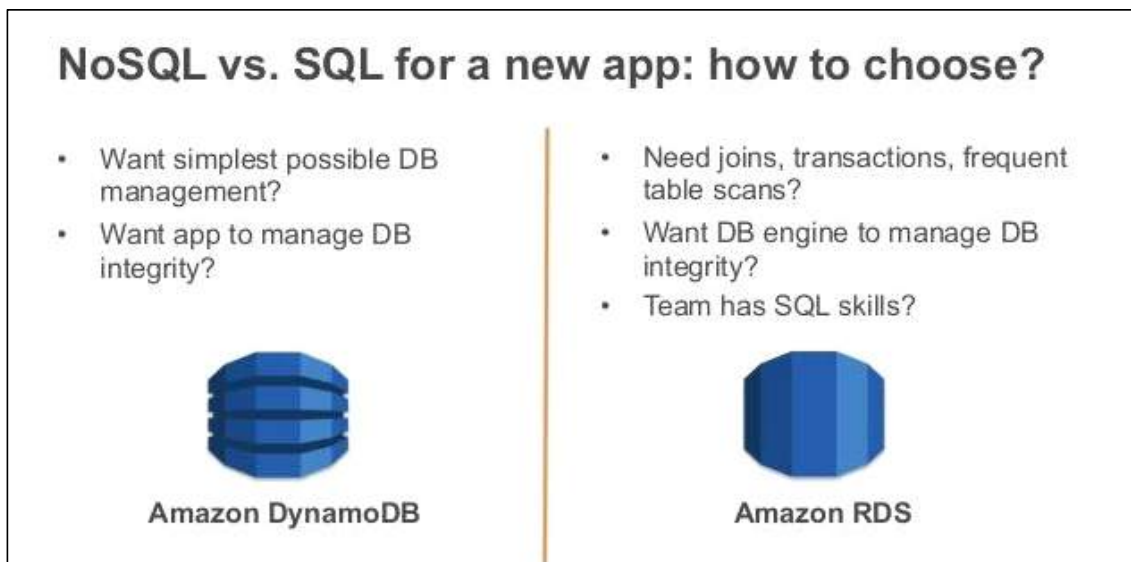 NoSQL vs. SQL for a new app: how to choose?
• Want simplest possible DB
management?
• Want app to manage DB
integrity?
Amazon DynamoDB
• Need joins, transactions, frequent
table scans?
• Want DB engine to manage DB
integrity?
• Team has SQL skills?
Amazon RDS